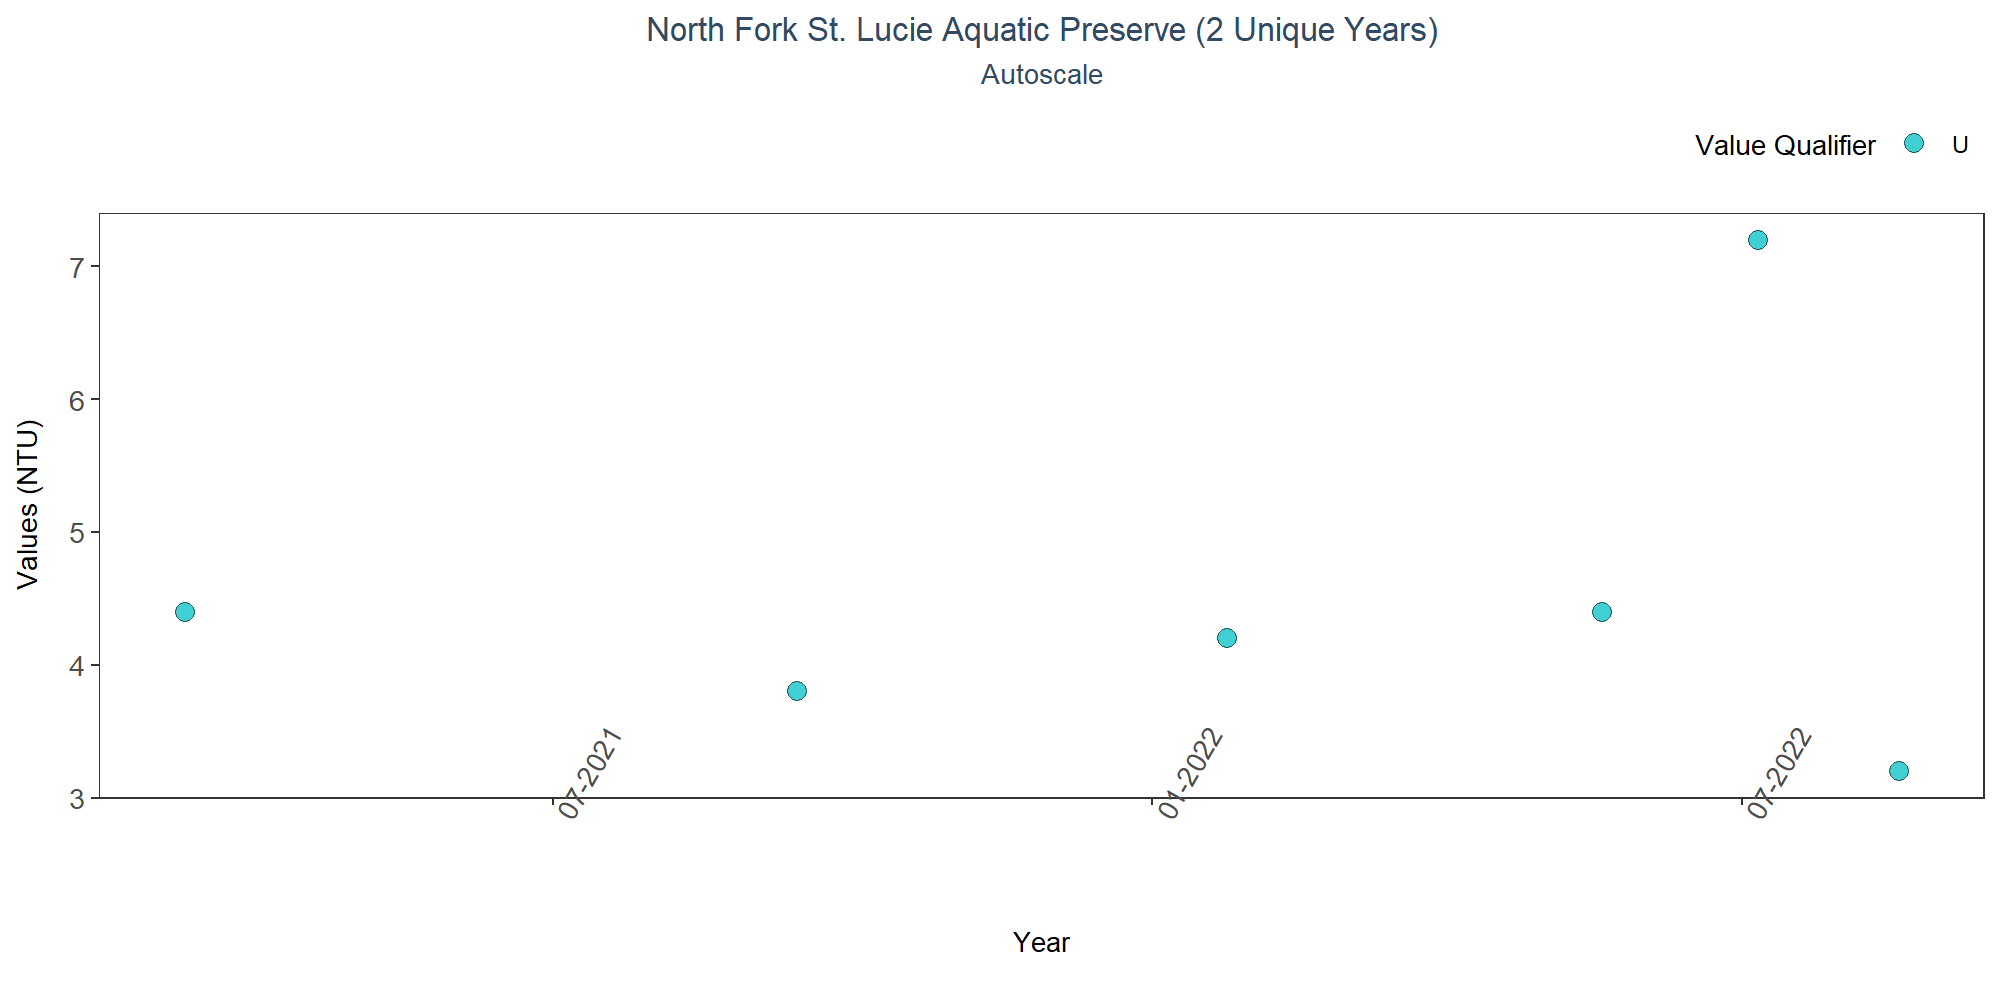 North Fork St. Lucie Aquatic Preserve (2 Unique Years)
Autoscale
Value Qualifier U
7
6
5
4
3
Values (NTU)
07-2021
01-2022
07-2022
Year